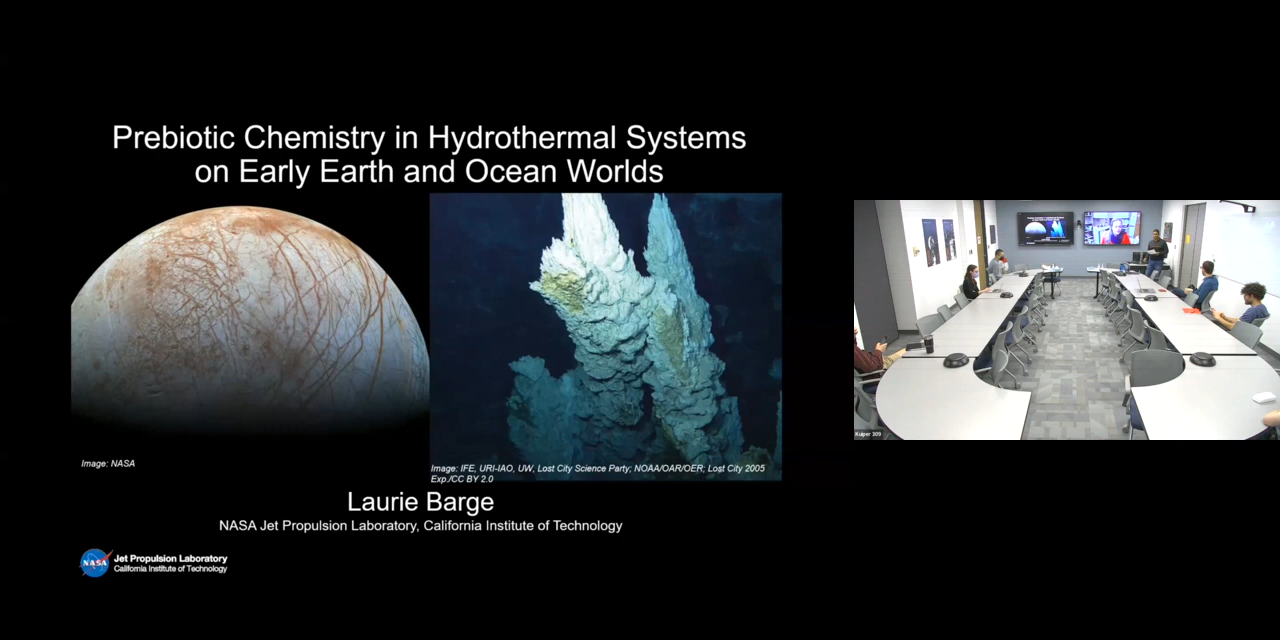 Prebiotic Chemistry in Hydrothermal Systems
on Early Earth and Ocean Worlds
Image: NASA
Image: IFE, URI-IAO, UW, Lost City Science Party; NOAA/OAR/OER; Lost City 2005
Exp./CC BY 2.0
Laurie Barge
NASA Jet Propulsion Laboratory, California Institute of Technology
NASA
Jet Propulsion Laboratory
California Institute of Technology
Kuiper 309